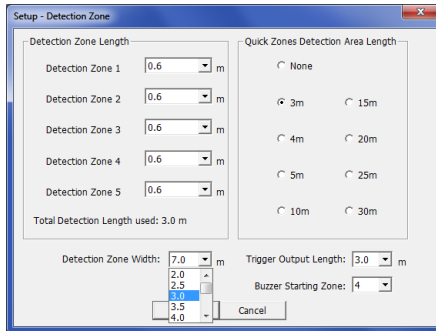 Setup - Detection Zone
Detection Zone Length
Detection Zone 1 0.6 m
Detection Zone 2 0.6 m
Detection Zone 3 0.6 m
Detection Zone 4 0.6 m
Detection Zone 5 0.6 m
Total Detection Length used: 3.0 m
Quick Zones Detection Area Length
None
3m 15m
4m 20m
5m 25m
10m 30m
Detection Zone Width: 7.0 m
2.0
2.5
3.0
3.5
4.0
Trigger Output Length: 3.0 m
Buzzer Starting Zone: 4
Cancel